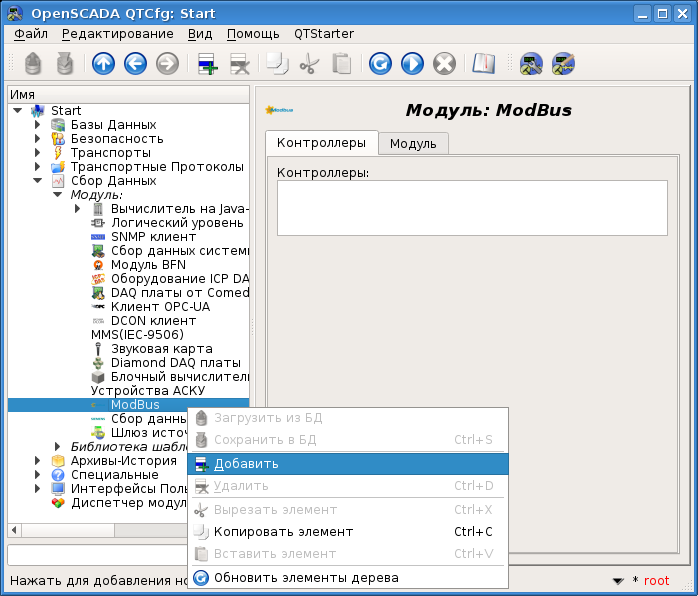 OpenSCADA QTCfg: Start
Файл Редактирование Вид Помощь QTStarter
Имя
Start
Базы Данных
Безопасность
Транспорты
Транспортные Протоколы
Сбор Данных
Модуль:
Вычислитель на Java-
Логический уровень
SNMP клиент
Сбор данных системы
Модуль BFN
Оборудование ICP DA
DAQ платы от Comed
Клиент OPC-UA
DCON клиент
MMS(IEC-9506)
Звуковая карта
Diamond DAQ платы
Блочный вычислител
Устройства АСКУ
ModBus
Сбор данны
Шлюз источ
Библиотека шабло
Архивы-История
Специальные
Интерфейсы Поль
Диспетчер модул
Modbus
Модуль: ModBus
Контроллеры Модуль
Контроллеры:
Загрузить из БД
Сохранить в БД Ctrl+S
Добавить
Удалить Ctrl+D
Вырезать элемент Ctrl+X
Копировать элемент Ctrl+C
Вставить элемент Ctrl+V
Обновить элементы дерева
Нажать для добавления но
* root